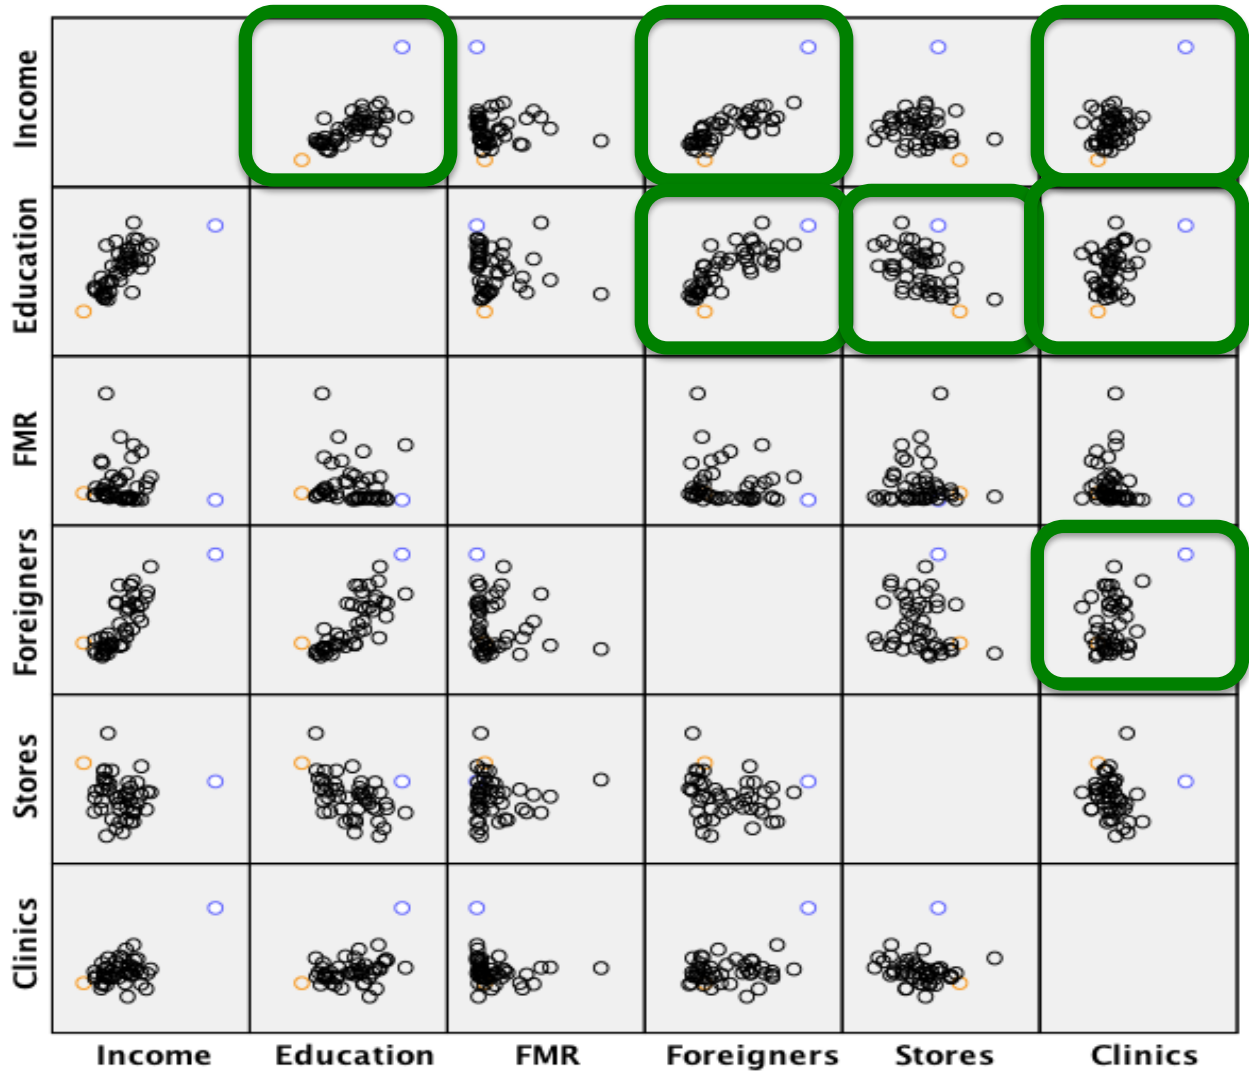 Income
Education
FMR
Foreigners
Stores
Clinics
Income
Education
FMR
Foreigners
Stores
Clinics